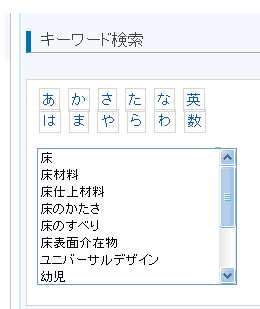 キーワード検索
あ か さ た な 英
は ま や ら わ 数
床
床材料
床仕上材料
床のかたさ
床のすべり
床表面介在物
ユニバーサルデザイン
幼児